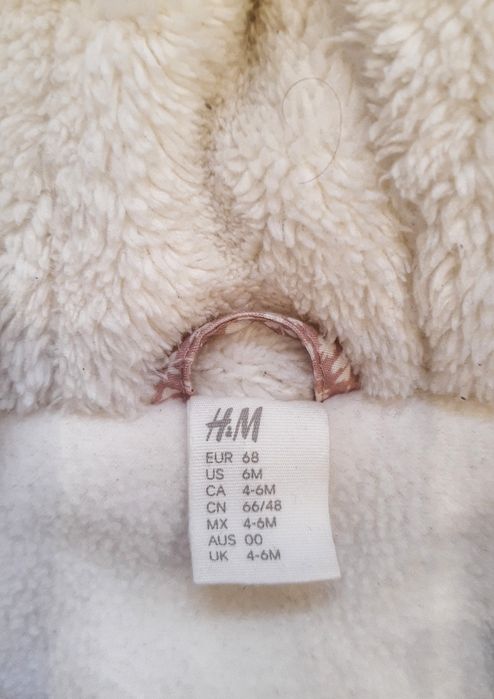 H&M
EUR 68
US 6M
CA 4-6M
CN 66/48
MX 4-6M
AUS 00
UK 4-6M